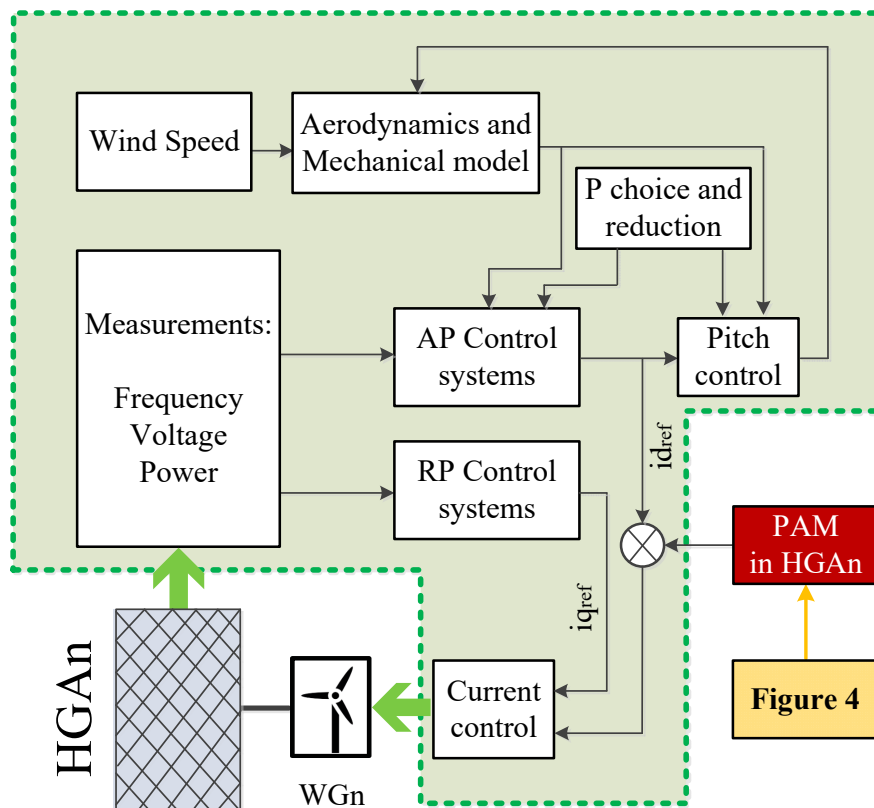 Wind Speed
Aerodynamics and
Mechanical model
P choice and
reduction
Measurements:
Frequency
Voltage
Power
AP Control
systems
Pitch
control
RP Control
systems
idref
iqref
PAM
in HGAn
Figure 4
Current
control
HGAn
WGn